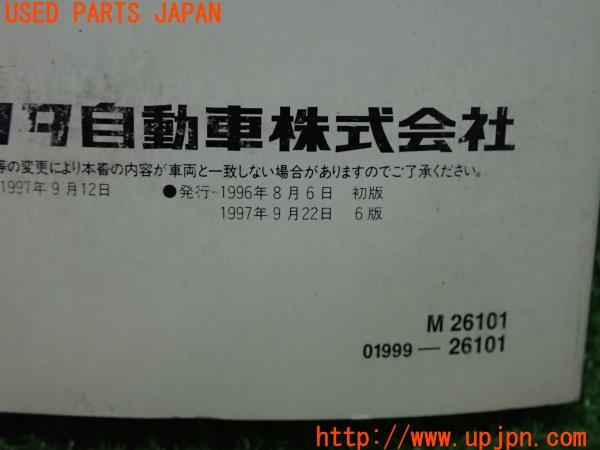 USED PARTS JAPAN
ヨタ自動車株式会社
等の変更により本書の内容が車両と一致しない場合がありますのでご了承ください。
1997年9月12日 ●発行-1996年8月6日 初版
1997年9月22日 6版
M 26101
01999—26101
http://www.upjpn.com/